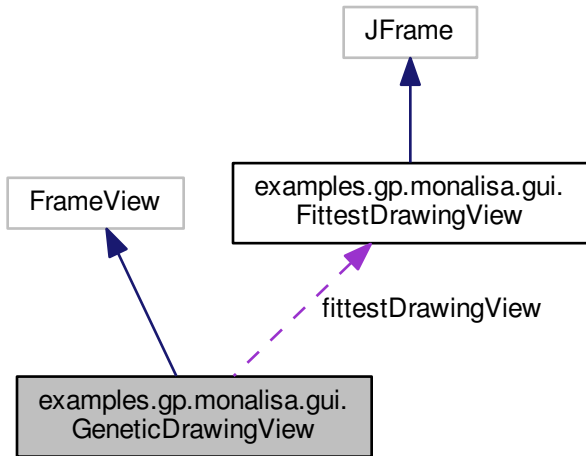 JFrame
FrameView
examples.gp.monalisa.gui.
FittestDrawingView
fittestDrawingView
examples.gp.monalisa.gui.
GeneticDrawingView